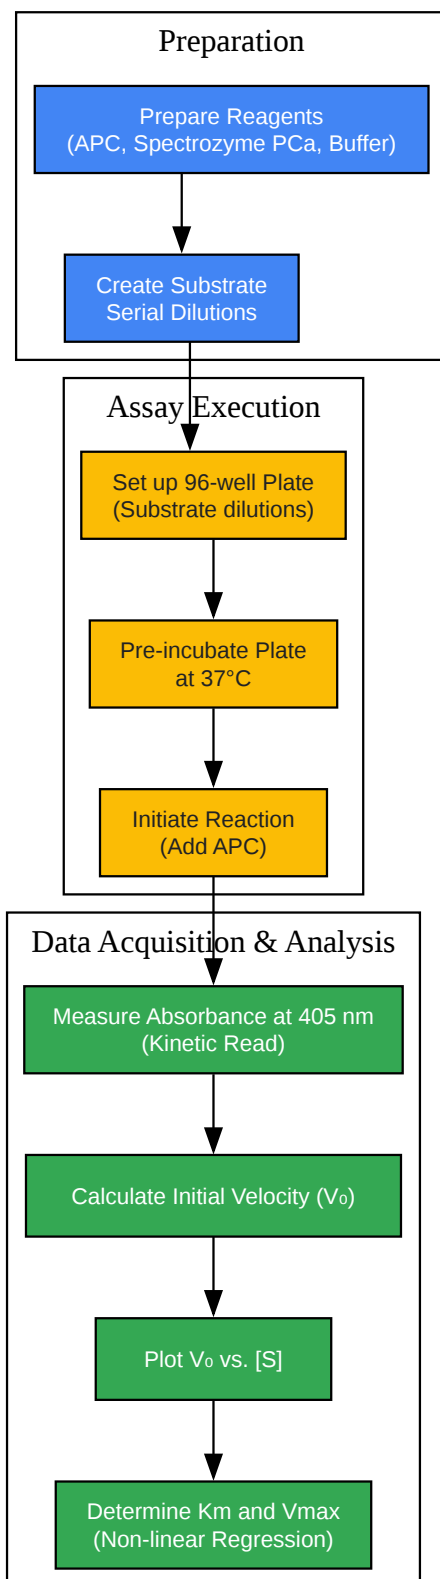 Preparation
Prepare Reagents
(APC, Spectrozyme PCa, Buffer)
Create Substrate
Serial Dilutions
Assay Execution
Set up 96-well Plate
(Substrate dilutions)
Pre-incubate Plate
at 37°C
Initiate Reaction
(Add APC)
Data Acquisition & Analysis
Measure Absorbance at 405 nm
(Kinetic Read)
Calculate Initial Velocity (V₀)
Plot V₀ vs. [S]
Determine Km and Vmax
(Non-linear Regression)